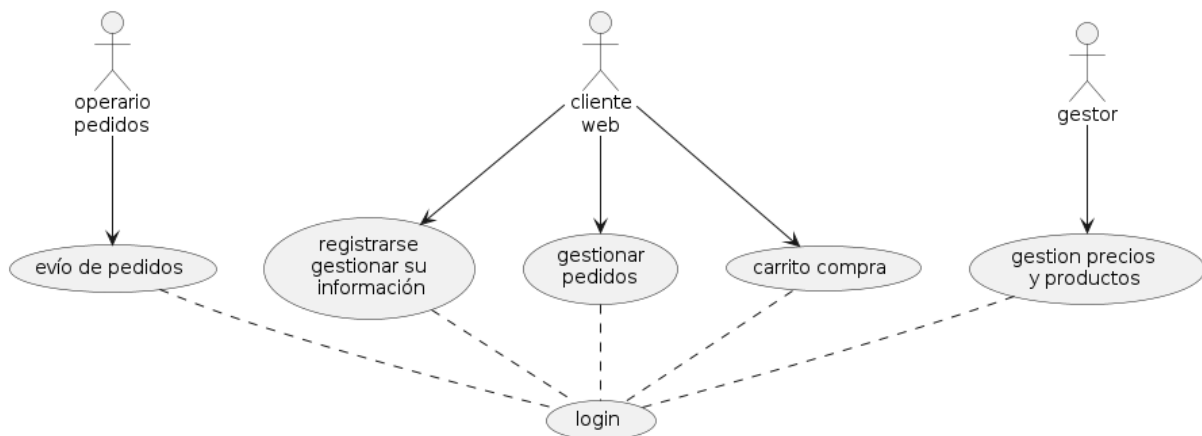 operario
pedidos
cliente
web
gestor
evío de pedidos
registrarse
gestionar su
información
gestionar
pedidos
carrito compra
gestion precios
y productos
login